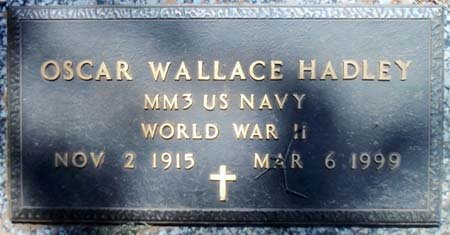 OSCAR WALLACE HADLEY
MM3 US NAVY
WORLD WAR II
NOV 2 1915 MAR 6 1999